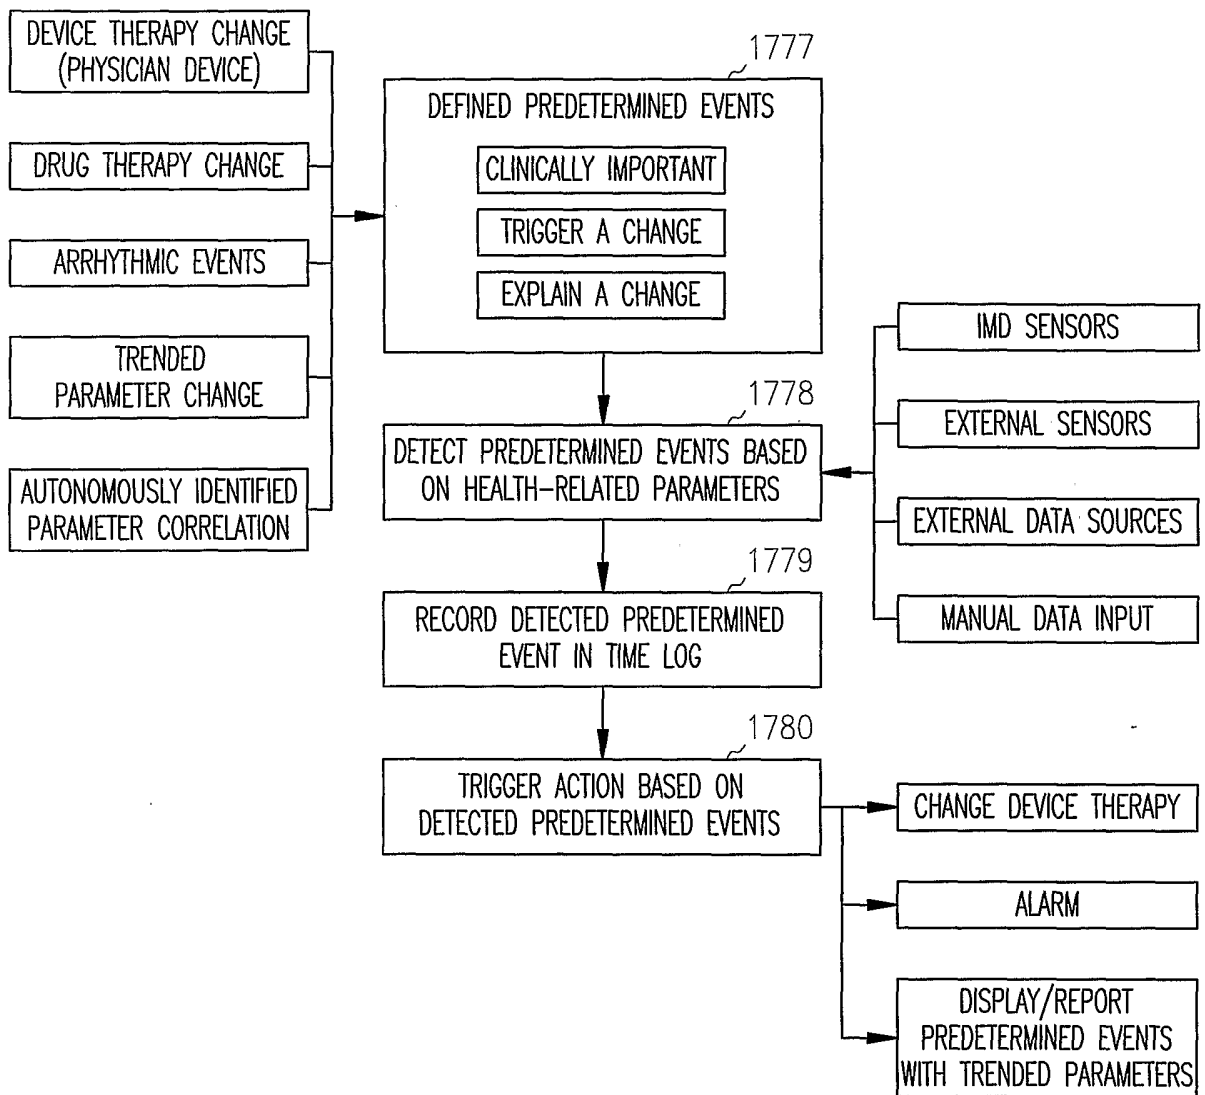 DEVICE THERAPY CHANGE
(PHYSICIAN DEVICE)
DRUG THERAPY CHANGE
ARRHYTHMIC EVENTS
TRENDED
PARAMETER CHANGE
AUTONOMOUSLY IDENTIFIED
PARAMETER CORRELATION
1777
DEFINED PREDETERMINED EVENTS
CLINICALLY IMPORTANT
TRIGGER A CHANGE
EXPLAIN A CHANGE
1778
DETECT PREDETERMINED EVENTS BASED
ON HEALTH-RELATED PARAMETERS
IMD SENSORS
EXTERNAL SENSORS
EXTERNAL DATA SOURCES
MANUAL DATA INPUT
1779
RECORD DETECTED PREDETERMINED
EVENT IN TIME LOG
1780
TRIGGER ACTION BASED ON
DETECTED PREDETERMINED EVENTS
CHANGE DEVICE THERAPY
ALARM
DISPLAY/REPORT
PREDETERMINED EVENTS
WITH TRENDED PARAMETERS